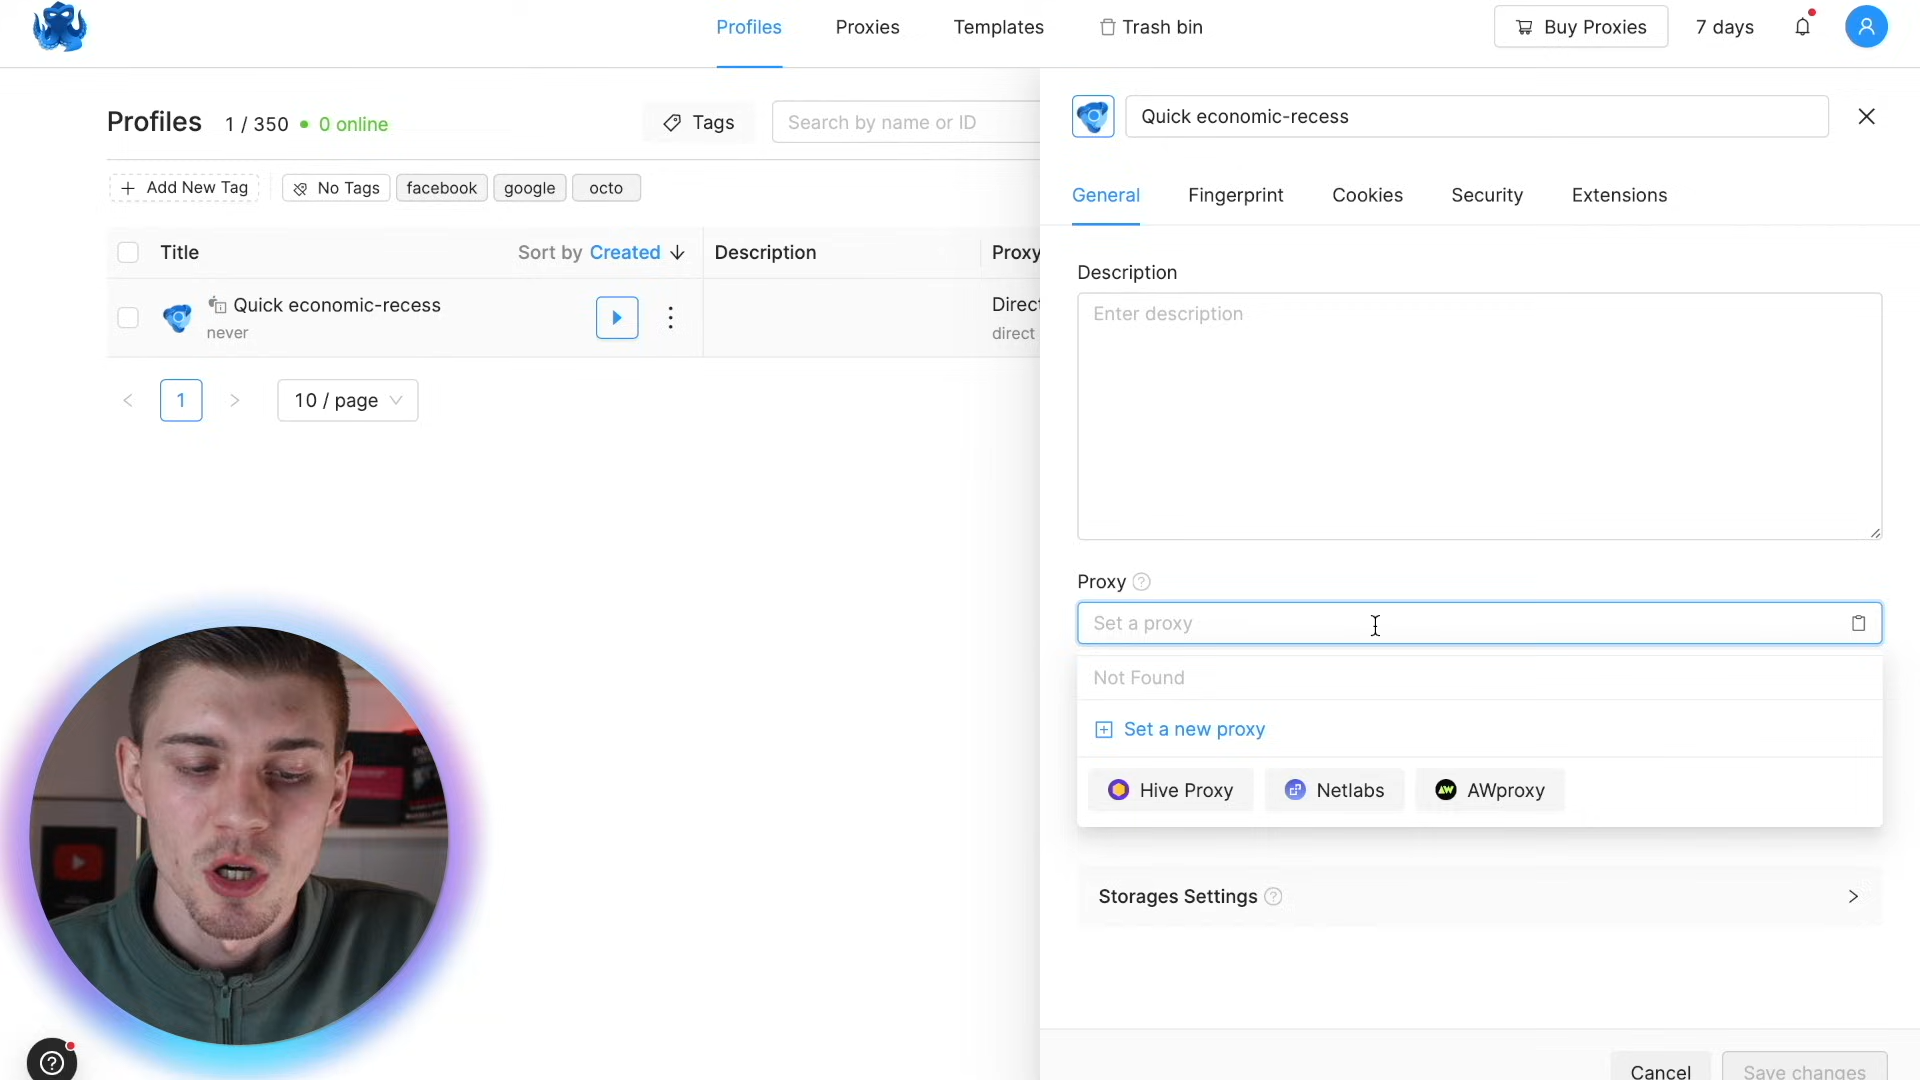 Profiles
Proxies
Templates
Trash bin
Buy Proxies
7 days
Profiles
1 / 350
0 online
Tags
Search by name or ID
Add New Tag
No Tags
facebook
google
octo
Title
Sort by Created
Description
Proxy
Quick economic-recess
never
Direct
direct
1
10 / page
Quick economic-recess
General
Fingerprint
Cookies
Security
Extensions
Description
Enter description
Proxy
Set a proxy
Not Found
Set a new proxy
Hive Proxy
Netlabs
AW
AWproxy
Storages Settings
Cancel
Save changes